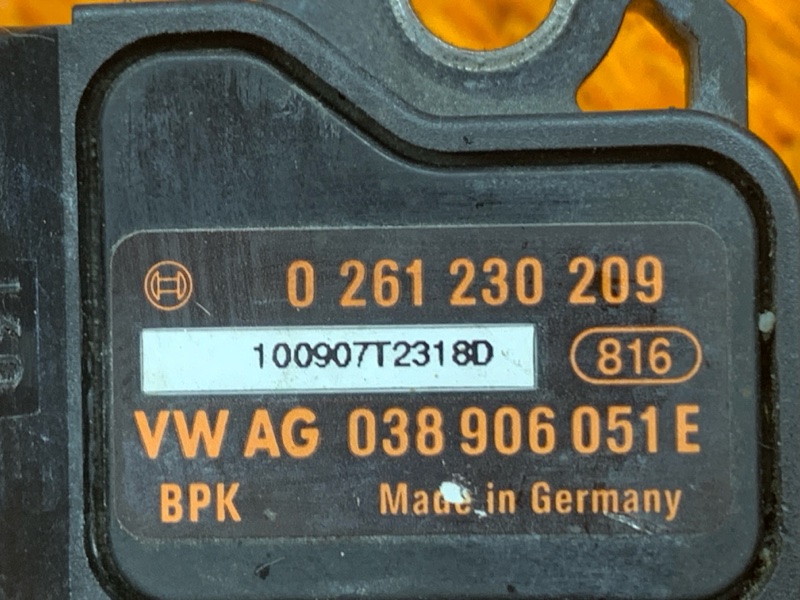 0 261 230 209
100907T2318D 816
VW AG 038 906 051 E
BPK Made in Germany